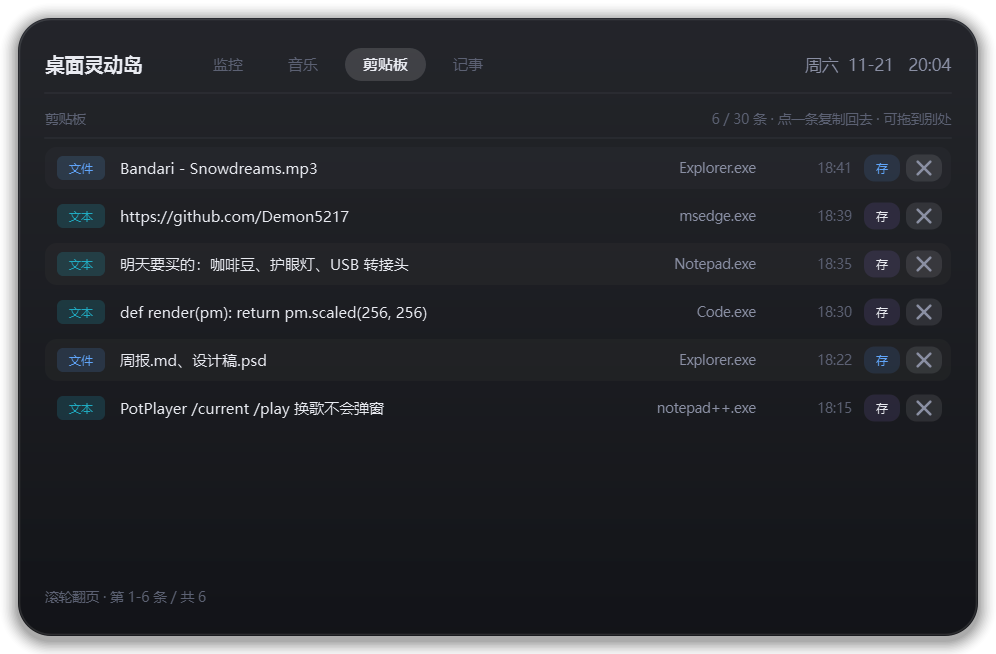 桌面灵动岛 监控 音乐 剪贴板 记事 周六 11-21 20:04
剪贴板 6 / 30 条 · 点一条复制回去 · 可拖到别处
文件 Bandari - Snowdreams.mp3 Explorer.exe 18:41 存
文本 https://github.com/Demon5217 msedge.exe 18:39 存
文本 明天要买的：咖啡豆、护眼灯、USB 转接头 Notepad.exe 18:35 存
文本 def render(pm): return pm.scaled(256, 256) Code.exe 18:30 存
文件 周报.md、设计稿.psd Explorer.exe 18:22 存
文本 PotPlayer /current /play 换歌不会弹窗 notepad++.exe 18:15 存
滚轮翻页 · 第 1-6 条 / 共 6